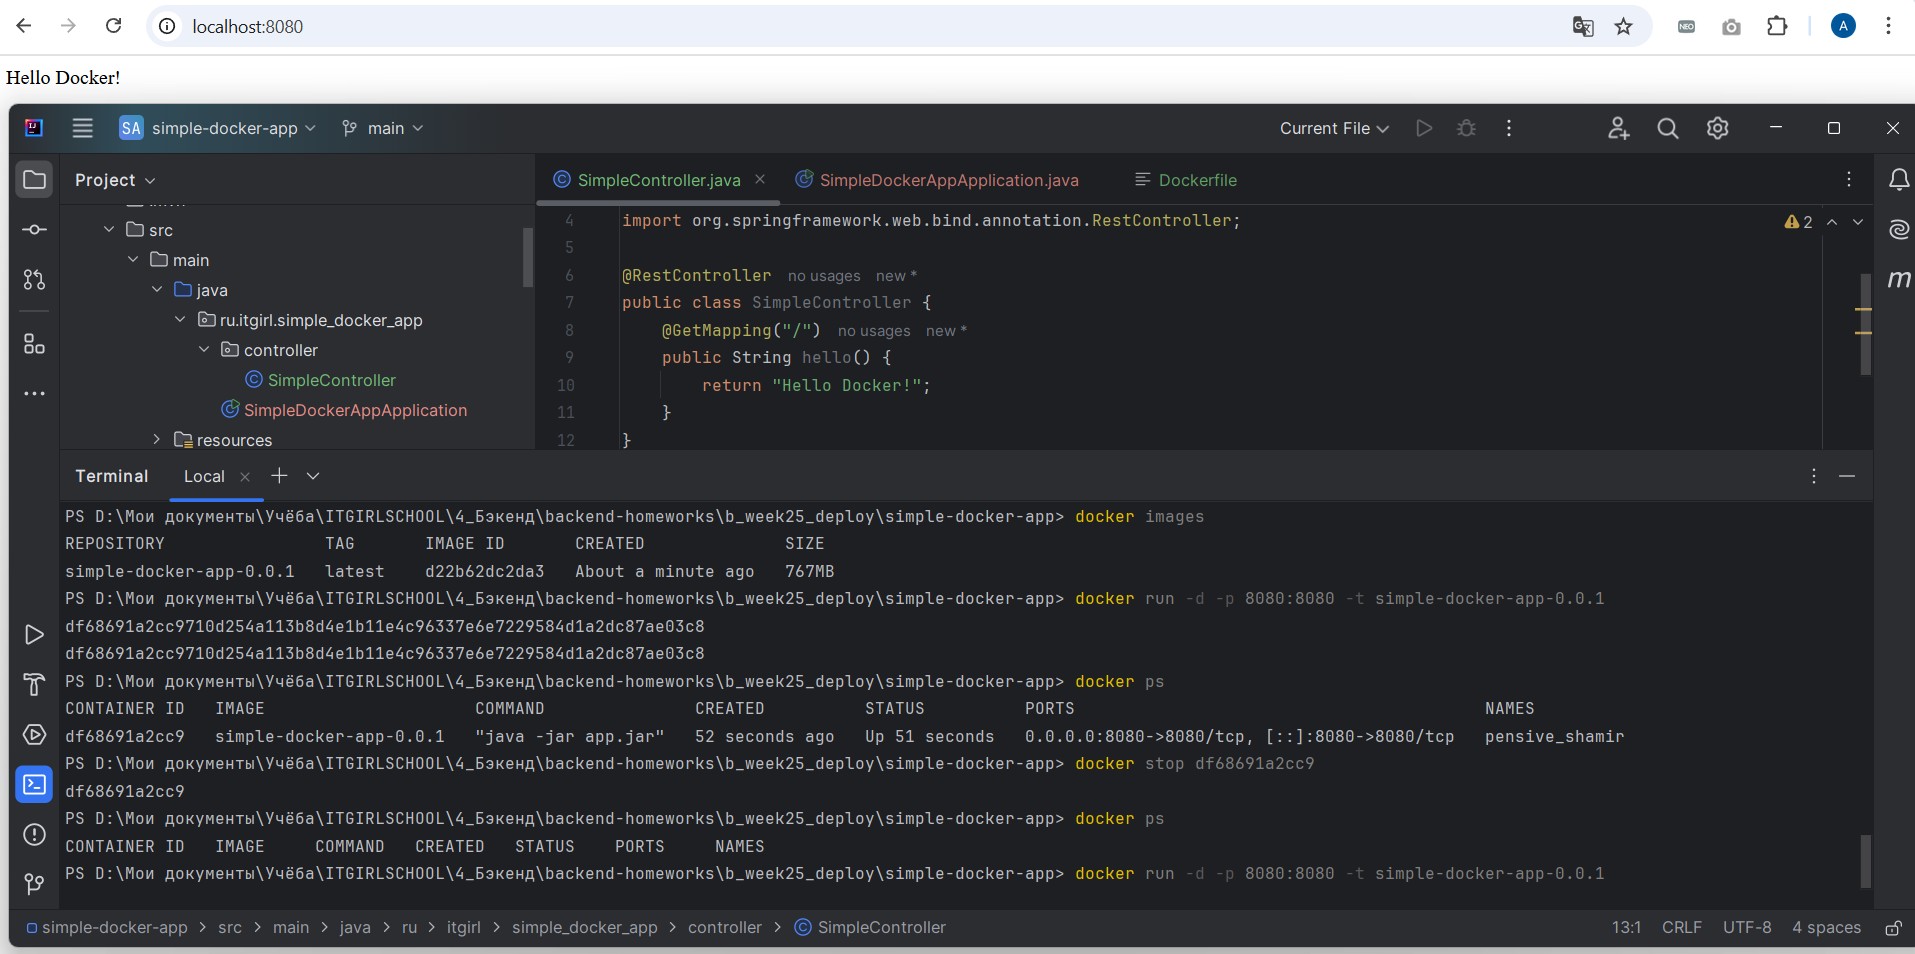 localhost:8080
NEO
A
Hello Docker!
SA simple-docker-app main Current File
Project
SimpleController.java SimpleDockerAppApplication.java Dockerfile
src
main
java
ru.itgirl.simple_docker_app
controller
SimpleController
SimpleDockerAppApplication
resources
4 import org.springframework.web.bind.annotation.RestController;
2
5
6 @RestController no usages new *
7 public class SimpleController {
8 @GetMapping("/") no usages new *
9 public String hello() {
10 return "Hello Docker!";
11 }
12 }
m
Terminal Local
PS D:\Мои документы\Учёба\ITGIRLSCHOOL\4_Бэкенд\backend-homeworks\b_week25_deploy\simple-docker-app> docker images
REPOSITORY TAG IMAGE ID CREATED SIZE
simple-docker-app-0.0.1 latest d22b62dc2da3 About a minute ago 767MB
PS D:\Мои документы\Учёба\ITGIRLSCHOOL\4_Бэкенд\backend-homeworks\b_week25_deploy\simple-docker-app> docker run -d -p 8080:8080 -t simple-docker-app-0.0.1
df68691a2cc9710d254a113b8d4e1b11e4c96337e6e7229584d1a2dc87ae03c8
df68691a2cc9710d254a113b8d4e1b11e4c96337e6e7229584d1a2dc87ae03c8
PS D:\Мои документы\Учёба\ITGIRLSCHOOL\4_Бэкенд\backend-homeworks\b_week25_deploy\simple-docker-app> docker ps
CONTAINER ID IMAGE COMMAND CREATED STATUS PORTS NAMES
df68691a2cc9 simple-docker-app-0.0.1 "java -jar app.jar" 52 seconds ago Up 51 seconds 0.0.0.0:8080->8080/tcp, [::]:8080->8080/tcp pensive_shamir
PS D:\Мои документы\Учёба\ITGIRLSCHOOL\4_Бэкенд\backend-homeworks\b_week25_deploy\simple-docker-app> docker stop df68691a2cc9
df68691a2cc9
PS D:\Мои документы\Учёба\ITGIRLSCHOOL\4_Бэкенд\backend-homeworks\b_week25_deploy\simple-docker-app> docker ps
CONTAINER ID IMAGE COMMAND CREATED STATUS PORTS NAMES
PS D:\Мои документы\Учёба\ITGIRLSCHOOL\4_Бэкенд\backend-homeworks\b_week25_deploy\simple-docker-app> docker run -d -p 8080:8080 -t simple-docker-app-0.0.1
simple-docker-app > src > main > java > ru > itgirl > simple_docker_app > controller > SimpleController 13:1 CRLF UTF-8 4 spaces